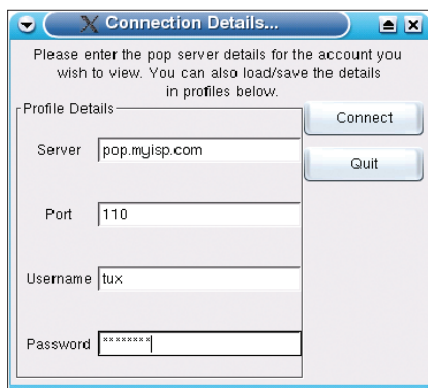 Connection Details...
Please enter the pop server details for the account you
wish to view. You can also load/save the details
in profiles below.
Profile Details
Connect
Server pop.myisp.com
Quit
Port 110
Username tux
Password ********